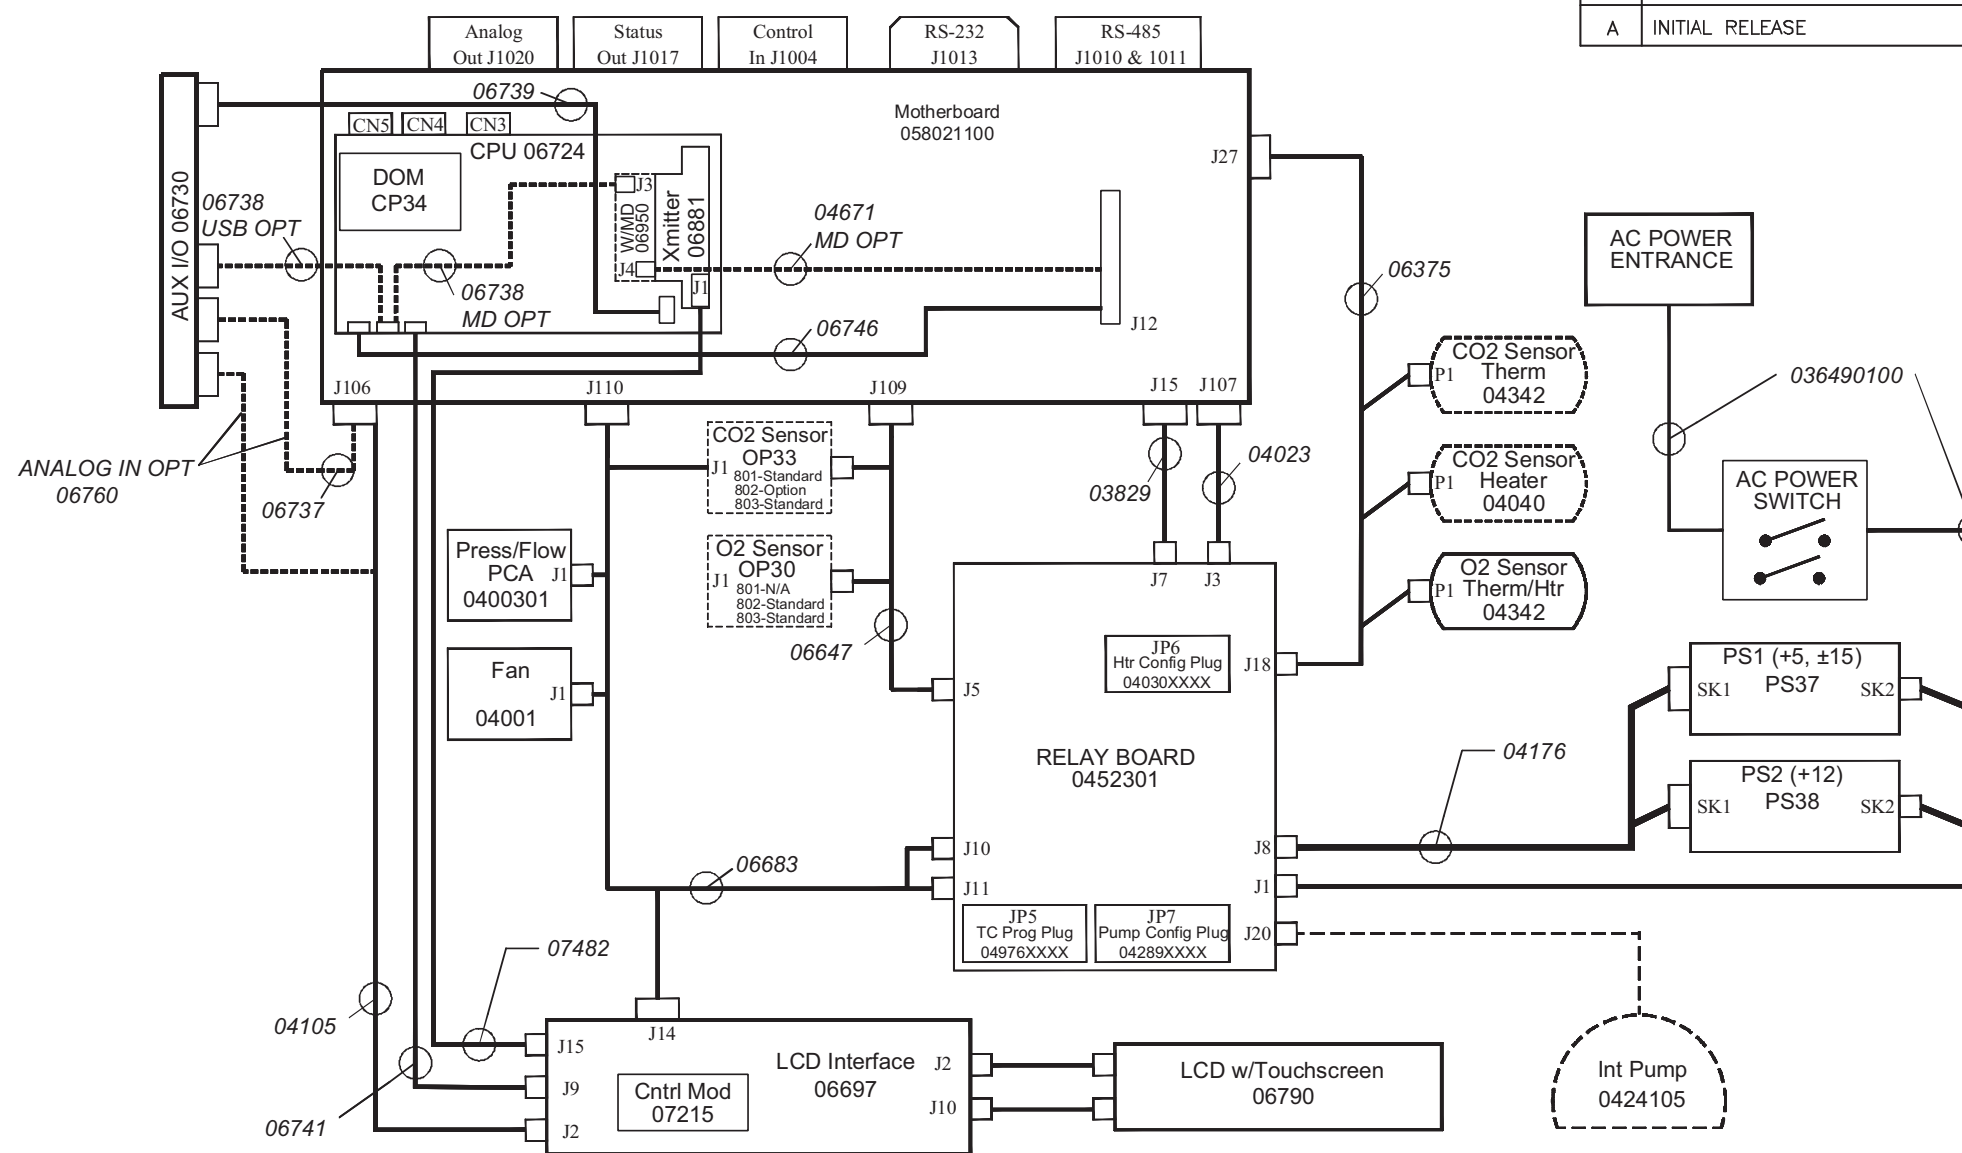 Analog
Out J1020
Status
Out J1017
Control
In J1004
RS-232
J1013
RS-485
J1010 & 1011
A INITIAL RELEASE
AUX I/O 06730
06739
CN5
CN4
CN3
CPU 06724
DOM
CP34
Motherboard
058021100
J27
06738
USB OPT
06738
MD OPT
J3
W/MD
06950
J4
Xmitter
06881
J1
04671
MD OPT
06746
J12
06375
AC POWER
ENTRANCE
036490100
AC POWER
SWITCH
J106
J110
J109
J15
J107
ANALOG IN OPT
06760
06737
CO2 Sensor
OP33
J1
801-Standard
802-Option
803-Standard
O2 Sensor
OP30
J1
801-N/A
802-Standard
803-Standard
06647
03829
04023
CO2 Sensor
Therm
04342
P1
CO2 Sensor
Heater
04040
P1
O2 Sensor
Therm/Htr
04342
P1
Press/Flow
PCA
0400301
J1
Fan
04001
J1
J7
J3
JP6
Htr Config Plug
04030XXXX
J18
J5
RELAY BOARD
0452301
04176
PS1 (+5, ±15)
PS37
SK1
SK2
PS2 (+12)
PS38
SK1
SK2
J10
J11
J8
J1
J20
06683
JP5
TC Prog Plug
04976XXXX
JP7
Pump Config Plug
04289XXXX
07482
04105
06741
J14
J15
J9
J2
LCD Interface
06697
Cntrl Mod
07215
J2
J10
LCD w/Touchscreen
06790
Int Pump
0424105